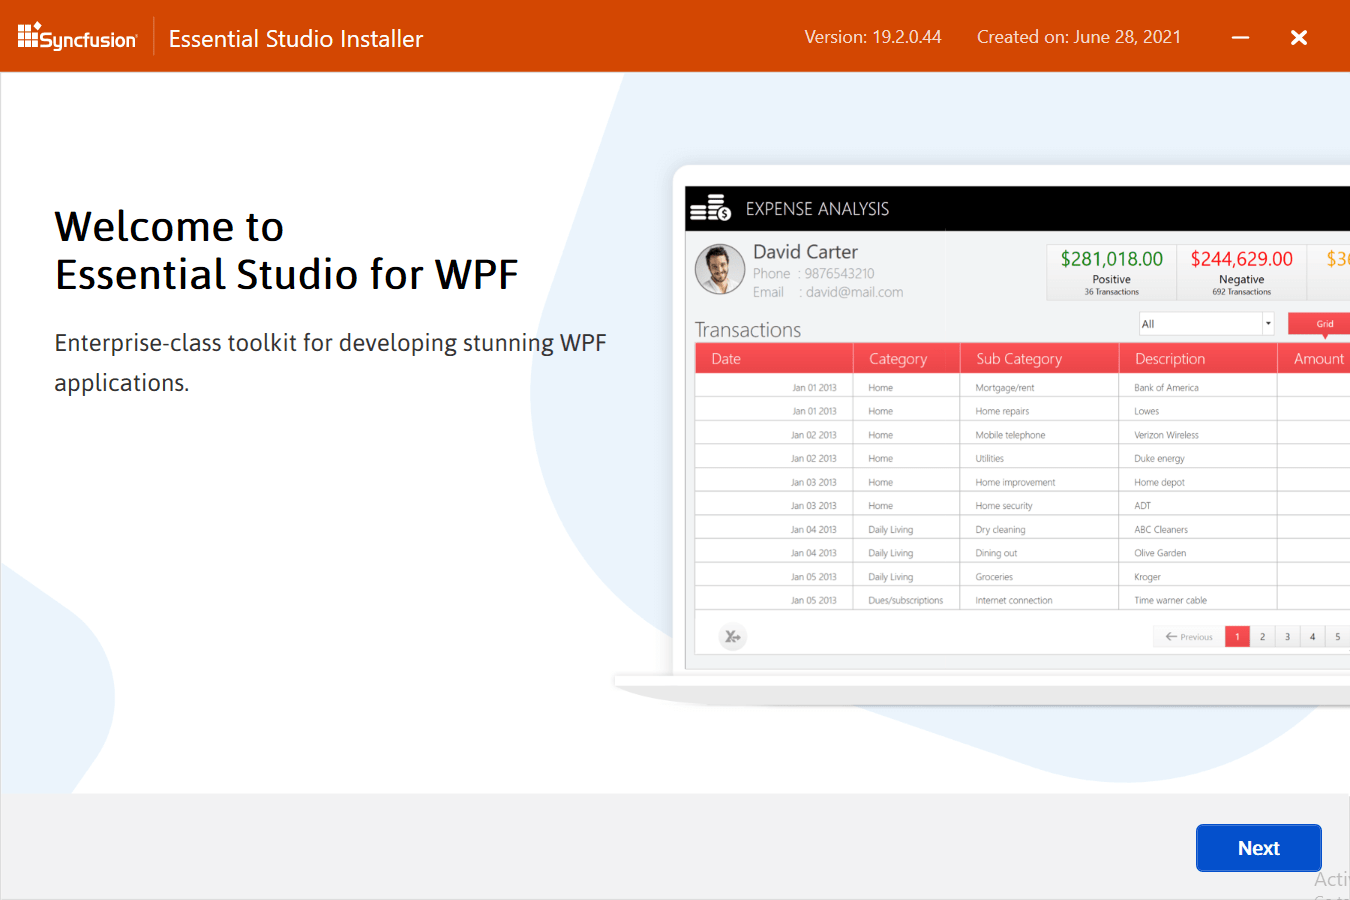 Syncfusion
Essential Studio Installer
Version: 19.2.0.44
Created on: June 28, 2021
Welcome to
Essential Studio for WPF
Enterprise-class toolkit for developing stunning WPF
applications.
EXPENSE ANALYSIS
David Carter
Phone : 9876543210
Email : david@mail.com
$281,018.00
Positive
36 Transactions
$244,629.00
Negative
692 Transactions
Transactions
All
Grid
Date Category Sub Category Description Amount
Jan 01 2013 Home Mortgage/rent Bank of America
Jan 01 2013 Home Home repairs Lowes
Jan 02 2013 Home Mobile telephone Verizon Wireless
Jan 02 2013 Home Utilities Duke energy
Jan 03 2013 Home Home improvement Home depot
Jan 03 2013 Home Home security ADT
Jan 04 2013 Daily Living Dry cleaning ABC Cleaners
Jan 04 2013 Daily Living Dining out Olive Garden
Jan 05 2013 Daily Living Groceries Kroger
Jan 05 2013 Dues/subscriptions Internet connection Time warner cable
Previous 1 2 3 4 5
Next